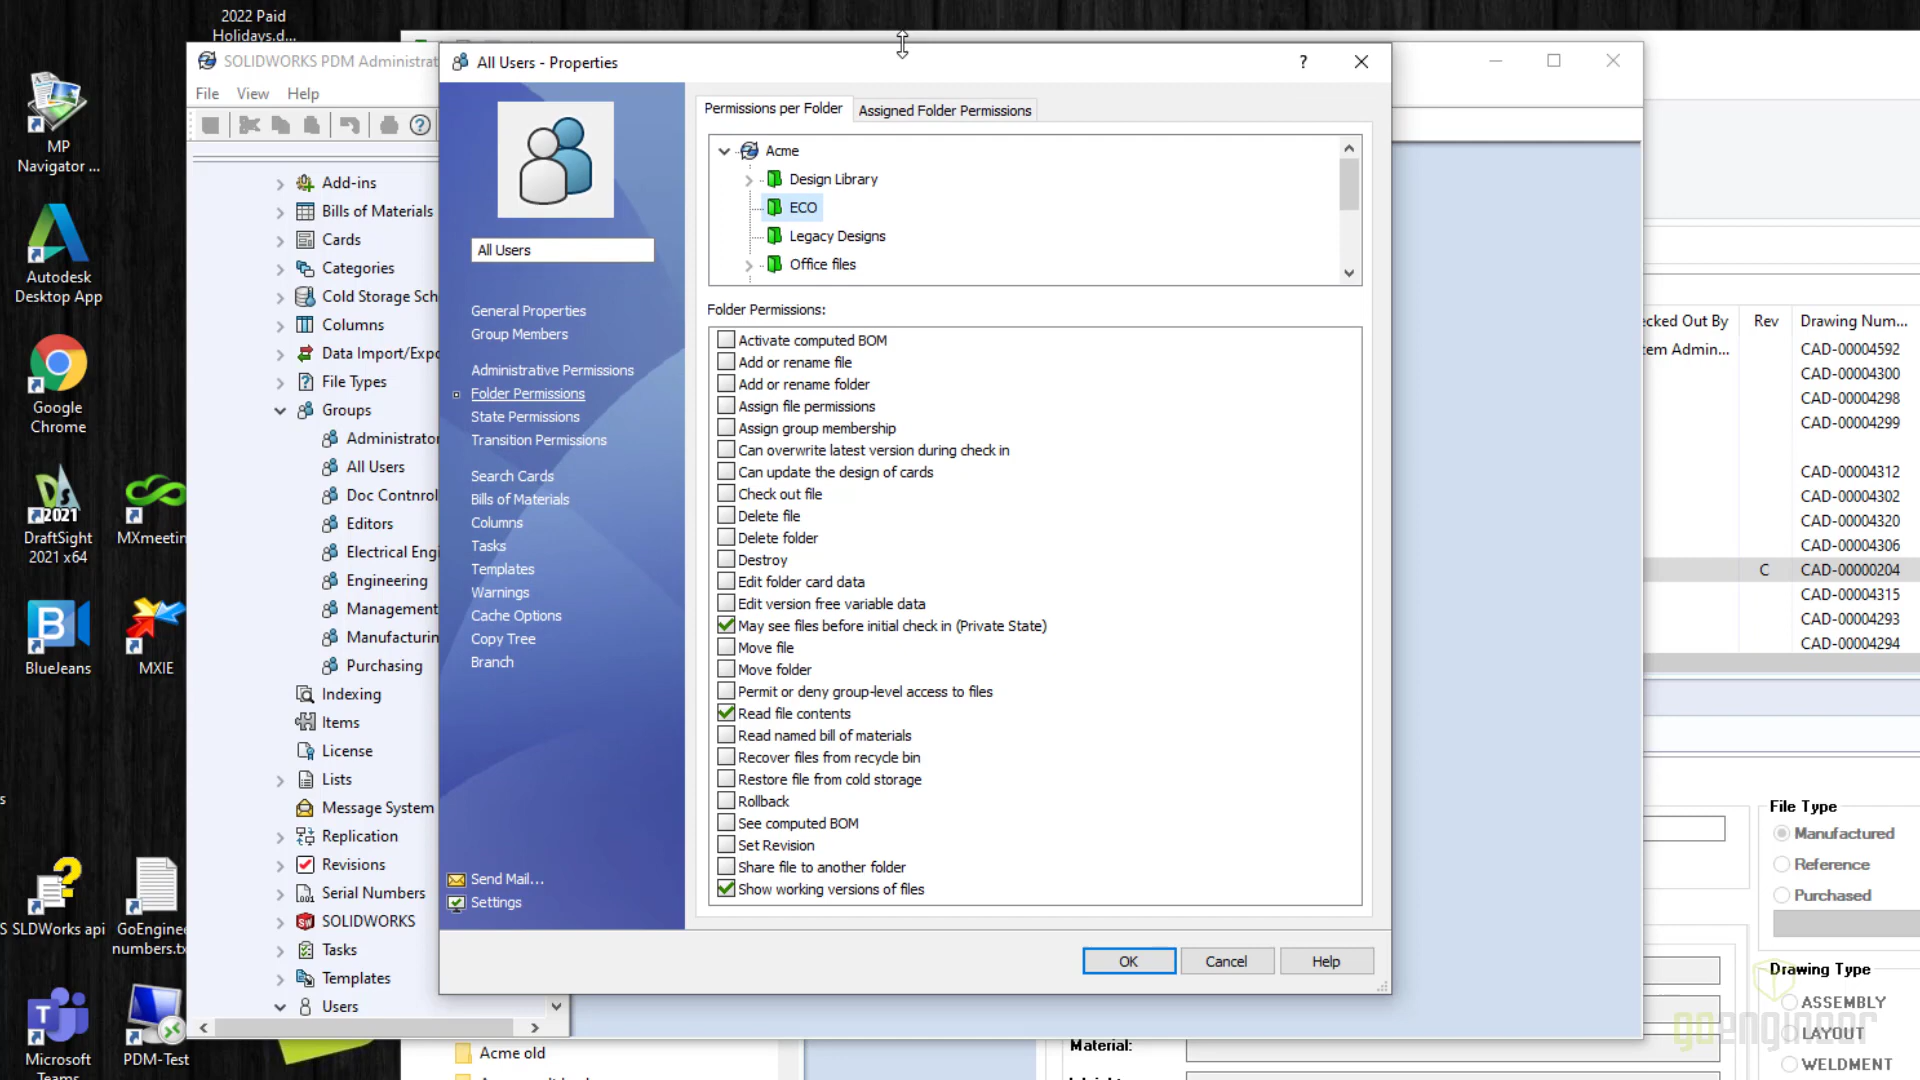 2022 Paid
Holidays.d...
MP
Navigator ...
Autodesk
Desktop App
Google
Chrome
2021
DraftSight
2021 x64
MXmeetin
BlueJeans
MXIE
s
S SLDWorks api
GoEnginee
numbers.tx
Microsoft
Teams
PDM-Test
SOLIDWORKS PDM Administrat
File
View
Help
Add-ins
Bills of Materials
Cards
Categories
Cold Storage Sch
Columns
Data Import/Expo
File Types
Groups
Administrator
All Users
Doc Contnrol
Editors
Electrical Engi
Engineering
Management
Manufacturin
Purchasing
Indexing
Items
License
Lists
Message System
Replication
Revisions
Serial Numbers
SOLIDWORKS
Tasks
Templates
Users
Acme old
All Users - Properties
?
All Users
General Properties
Group Members
Administrative Permissions
Folder Permissions
State Permissions
Transition Permissions
Search Cards
Bills of Materials
Columns
Tasks
Templates
Warnings
Cache Options
Copy Tree
Branch
Send Mail...
Settings
Permissions per Folder
Assigned Folder Permissions
Acme
Design Library
ECO
Legacy Designs
Office files
Folder Permissions:
Activate computed BOM
Add or rename file
Add or rename folder
Assign file permissions
Assign group membership
Can overwrite latest version during check in
Can update the design of cards
Check out file
Delete file
Delete folder
Destroy
Edit folder card data
Edit version free variable data
May see files before initial check in (Private State)
Move file
Move folder
Permit or deny group-level access to files
Read file contents
Read named bill of materials
Recover files from recycle bin
Restore file from cold storage
Rollback
See computed BOM
Set Revision
Share file to another folder
Show working versions of files
OK
Cancel
Help
ecked Out By
Rev
Drawing Num...
tem Admin...
CAD-00004592
CAD-00004300
CAD-00004298
CAD-00004299
CAD-00004312
CAD-00004302
CAD-00004320
CAD-00004306
C
CAD-00000204
CAD-00004315
CAD-00004293
CAD-00004294
File Type
Manufactured
Reference
Purchased
Drawing Type
ASSEMBLY
LAYOUT
WELDMENT
Material:
goengineer